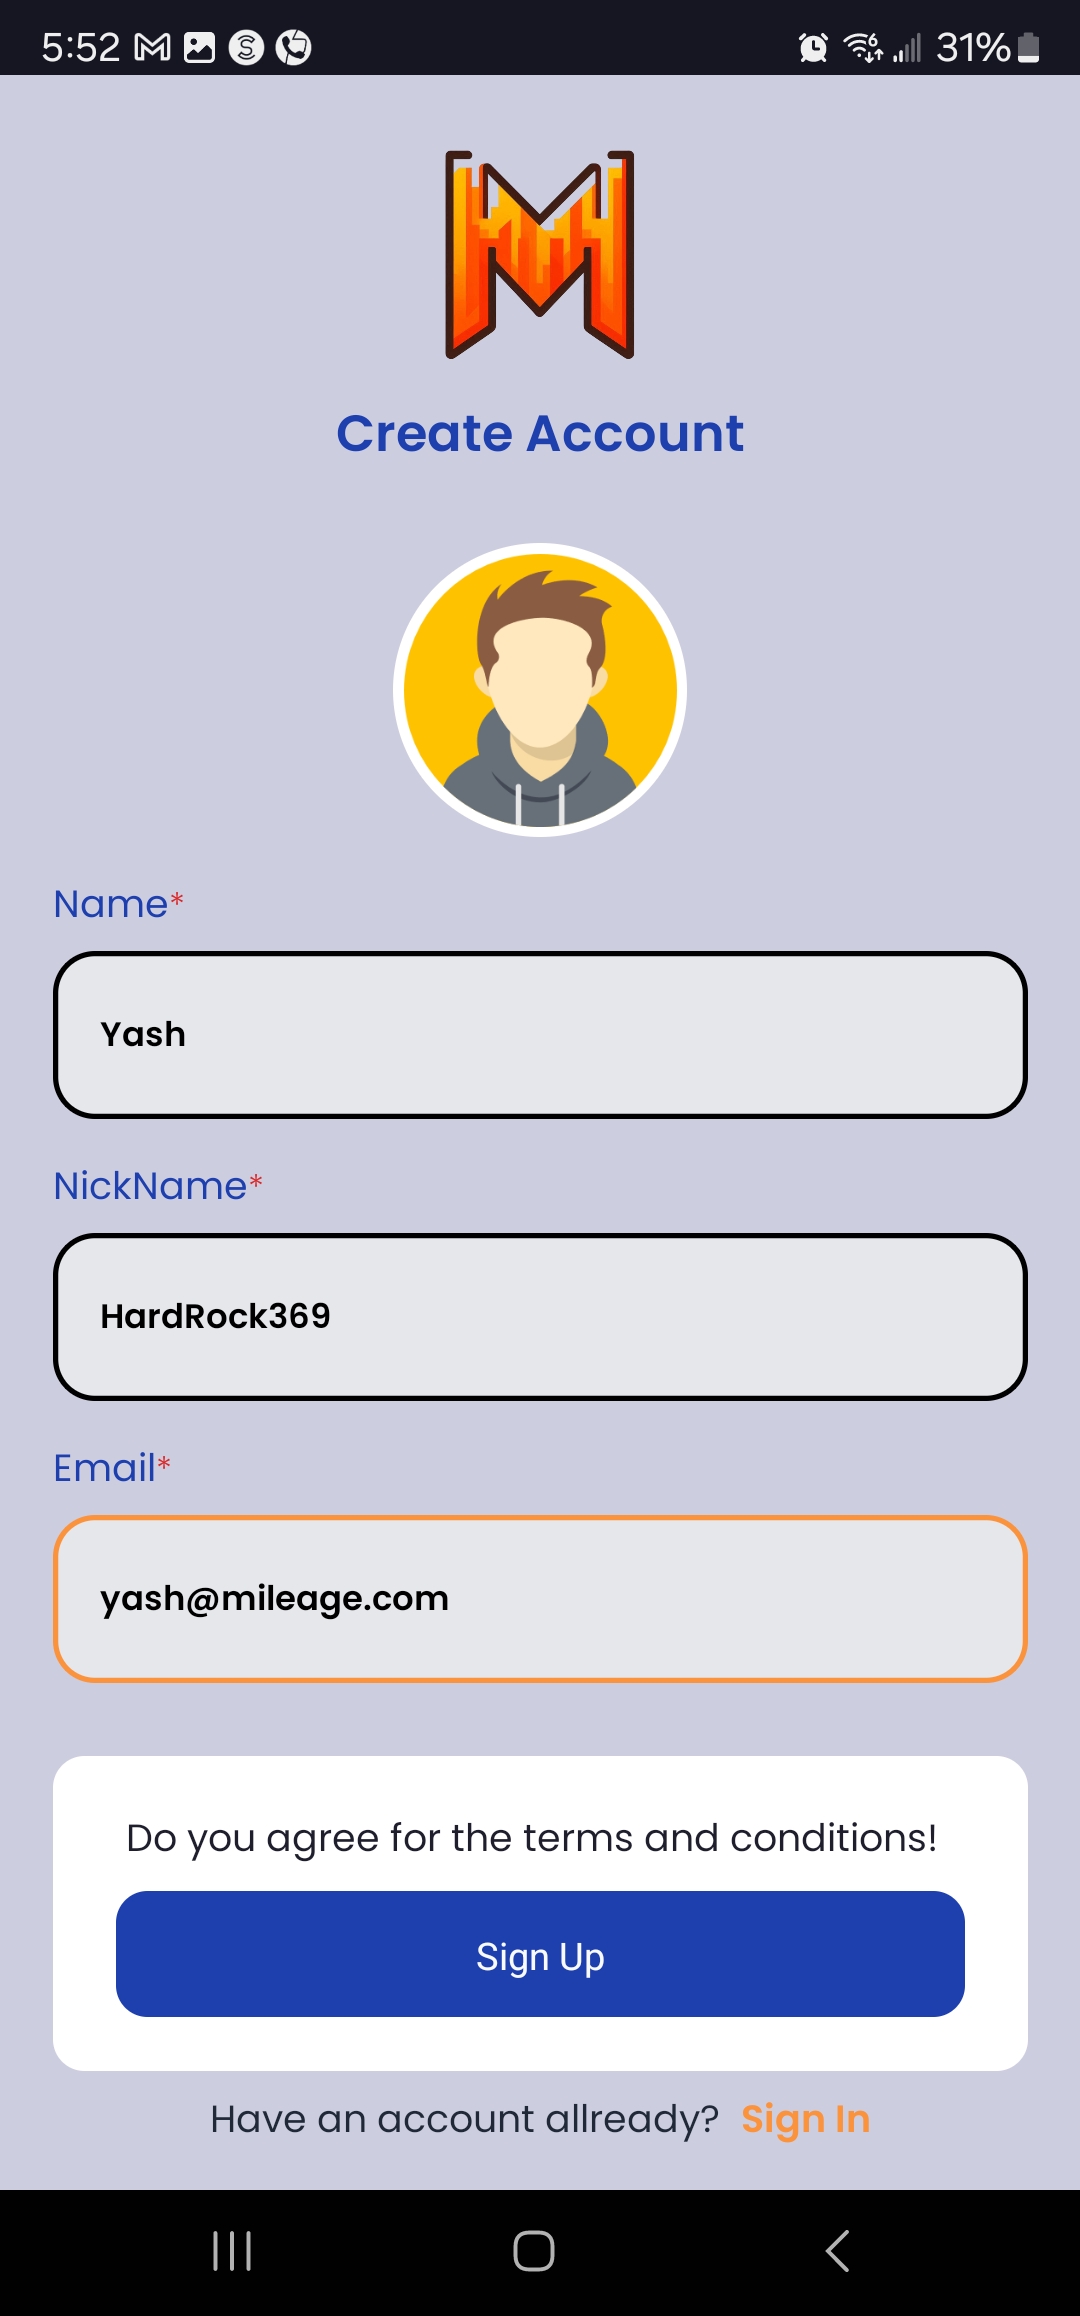 5:52 31%
Create Account
Name*
Yash
NickName*
HardRock369
Email*
yash@mileage.com
Do you agree for the terms and conditions!
Sign Up
Have an account allready? Sign In